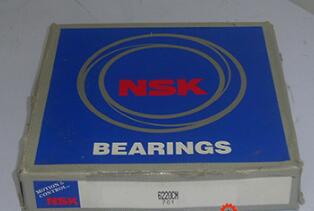 NSK
BEARINGS
MOTION &
CONTROL
NSK
6220CM